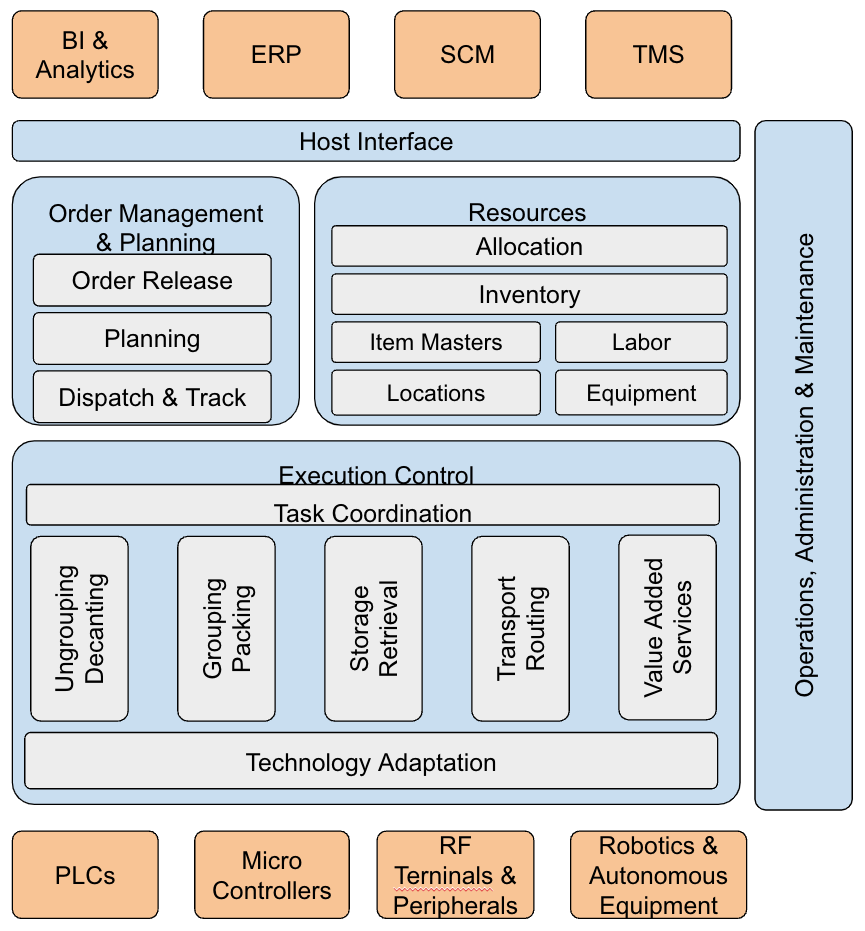 BI &
Analytics
ERP
SCM
TMS
Host Interface
Order Management
& Planning
Order Release
Planning
Dispatch & Track
Resources
Allocation
Inventory
Item Masters
Labor
Locations
Equipment
Operations, Administration & Maintenance
Execution Control
Task Coordination
Ungrouping
Decanting
Grouping
Packing
Storage
Retrieval
Transport
Routing
Value Added
Services
Technology Adaptation
PLCs
Micro
Controllers
RF
Terninals &
Peripherals
Robotics &
Autonomous
Equipment